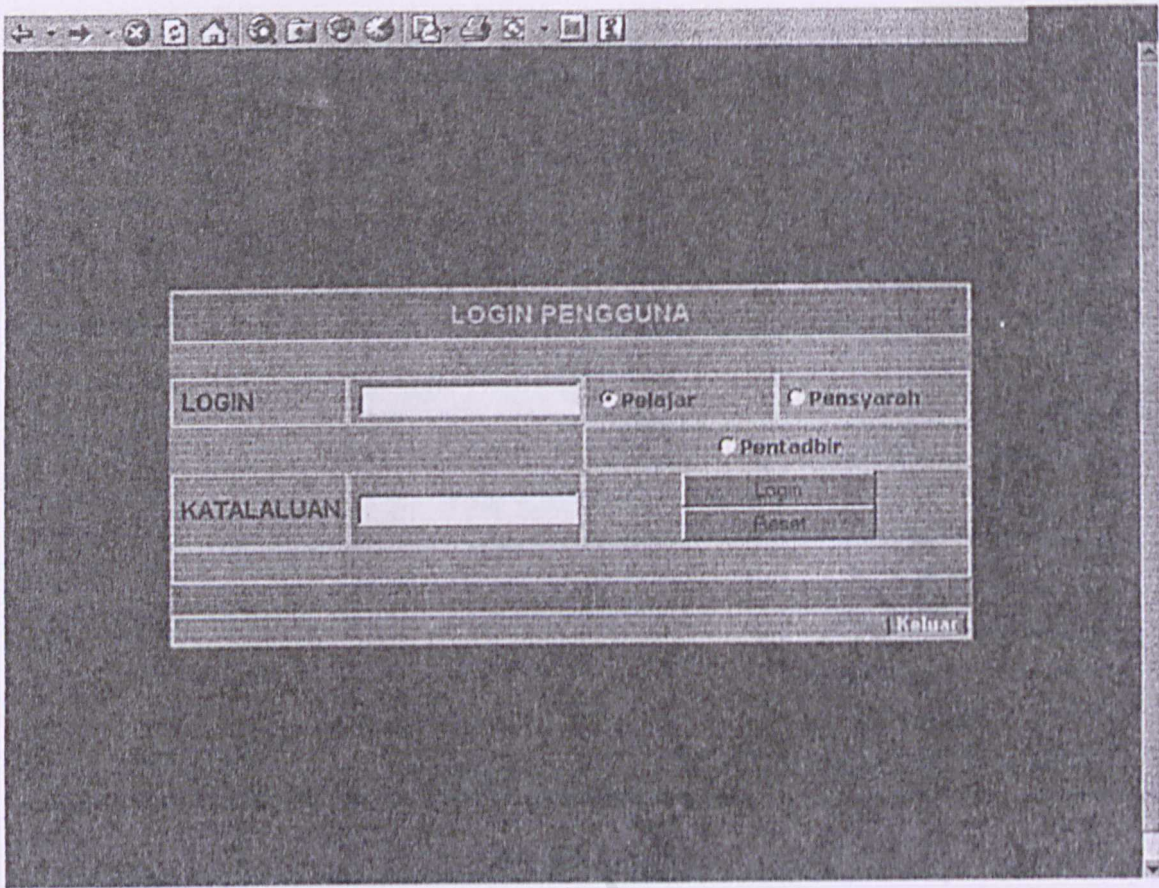 LOGIN PENGGUNA
LOGIN Pelajar Pensyarah
Pentadbir
KATALALUAN Login
Reset
Keluar